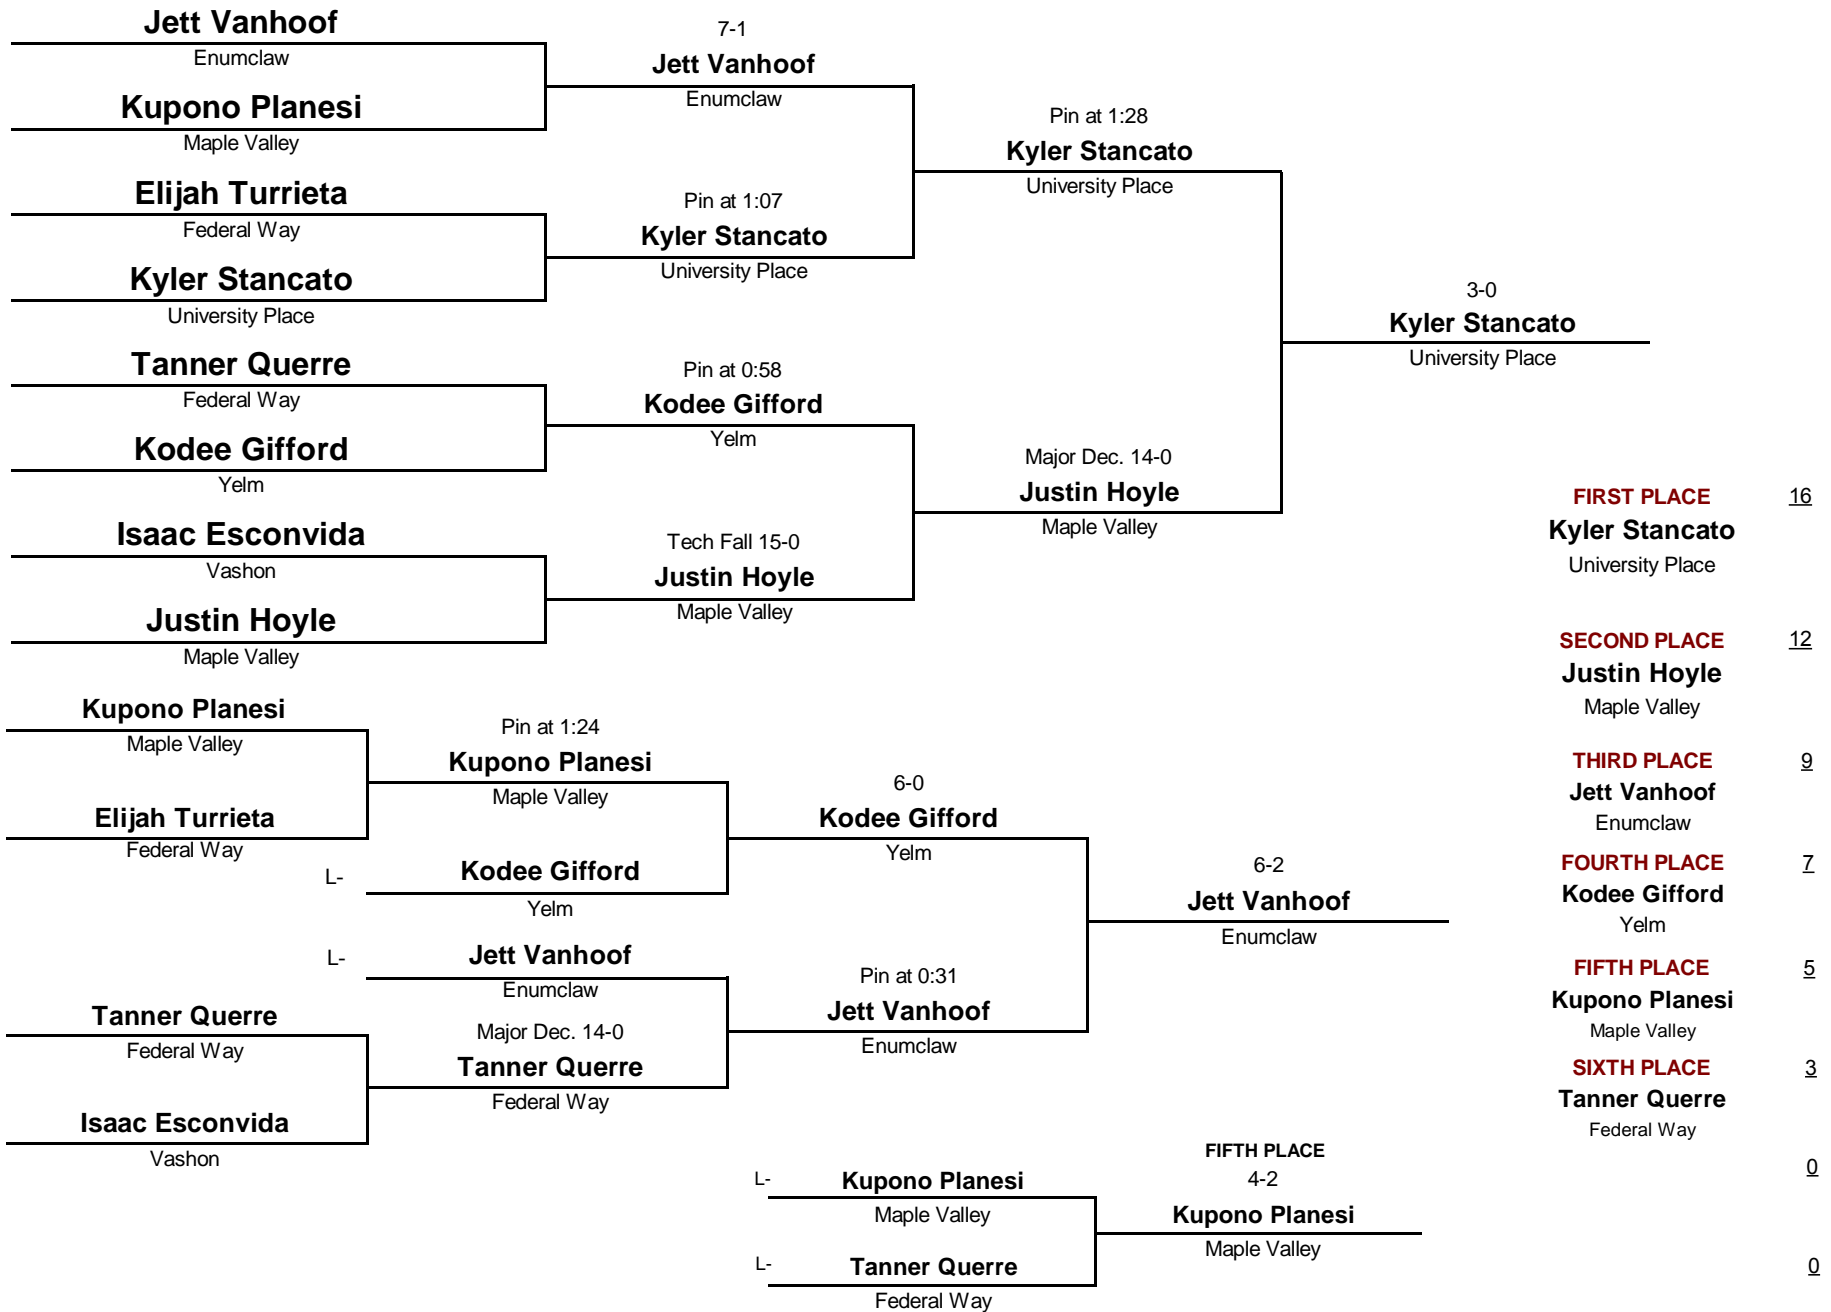 Jett Vanhoof
Enumclaw
Kupono Planesi
Maple Valley
Elijah Turrieta
Federal Way
Kyler Stancato
University Place
Tanner Querre
Federal Way
Kodee Gifford
Yelm
Isaac Esconvida
Vashon
Justin Hoyle
Maple Valley
7-1
Jett Vanhoof
Enumclaw
Pin at 1:07
Kyler Stancato
University Place
Pin at 0:58
Kodee Gifford
Yelm
Tech Fall 15-0
Justin Hoyle
Maple Valley
Pin at 1:28
Kyler Stancato
University Place
Major Dec. 14-0
Justin Hoyle
Maple Valley
3-0
Kyler Stancato
University Place
Kupono Planesi
Maple Valley
Elijah Turrieta
Federal Way
Tanner Querre
Federal Way
Isaac Esconvida
Vashon
Pin at 1:24
Kupono Planesi
Maple Valley
L-
Kodee Gifford
Yelm
L-
Jett Vanhoof
Enumclaw
Major Dec. 14-0
Tanner Querre
Federal Way
6-0
Kodee Gifford
Yelm
Pin at 0:31
Jett Vanhoof
Enumclaw
6-2
Jett Vanhoof
Enumclaw
L-
Kupono Planesi
Maple Valley
L-
Tanner Querre
Federal Way
FIFTH PLACE
4-2
Kupono Planesi
Maple Valley
FIRST PLACE 16
Kyler Stancato
University Place
SECOND PLACE 12
Justin Hoyle
Maple Valley
THIRD PLACE 9
Jett Vanhoof
Enumclaw
FOURTH PLACE 7
Kodee Gifford
Yelm
FIFTH PLACE 5
Kupono Planesi
Maple Valley
SIXTH PLACE 3
Tanner Querre
Federal Way
0
0